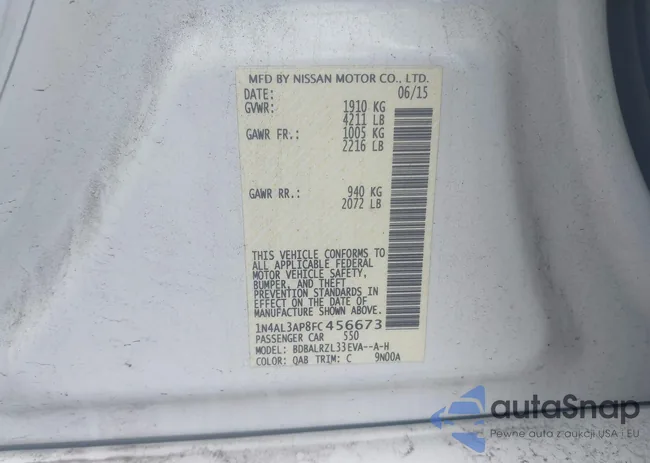 MFD BY NISSAN MOTOR CO., LTD.
DATE: 06/15
GVWR: 1910 KG
4211 LB
GAWR FR.: 1005 KG
2216 LB
GAWR RR.: 940 KG
2072 LB
THIS VEHICLE CONFORMS TO
ALL APPLICABLE FEDERAL
MOTOR VEHICLE SAFETY,
BUMPER, AND THEFT
PREVENTION STANDARDS IN
EFFECT ON THE DATE OF
MANUFACTURE SHOWN ABOVE.
1N4AL3AP8FC456673
PASSENGER CAR 550
MODEL: BDBALRZL33EVA--A-H
COLOR: QAB TRIM: C 9N00A
autoSnap
Pewne auta z aukcji USA i EU